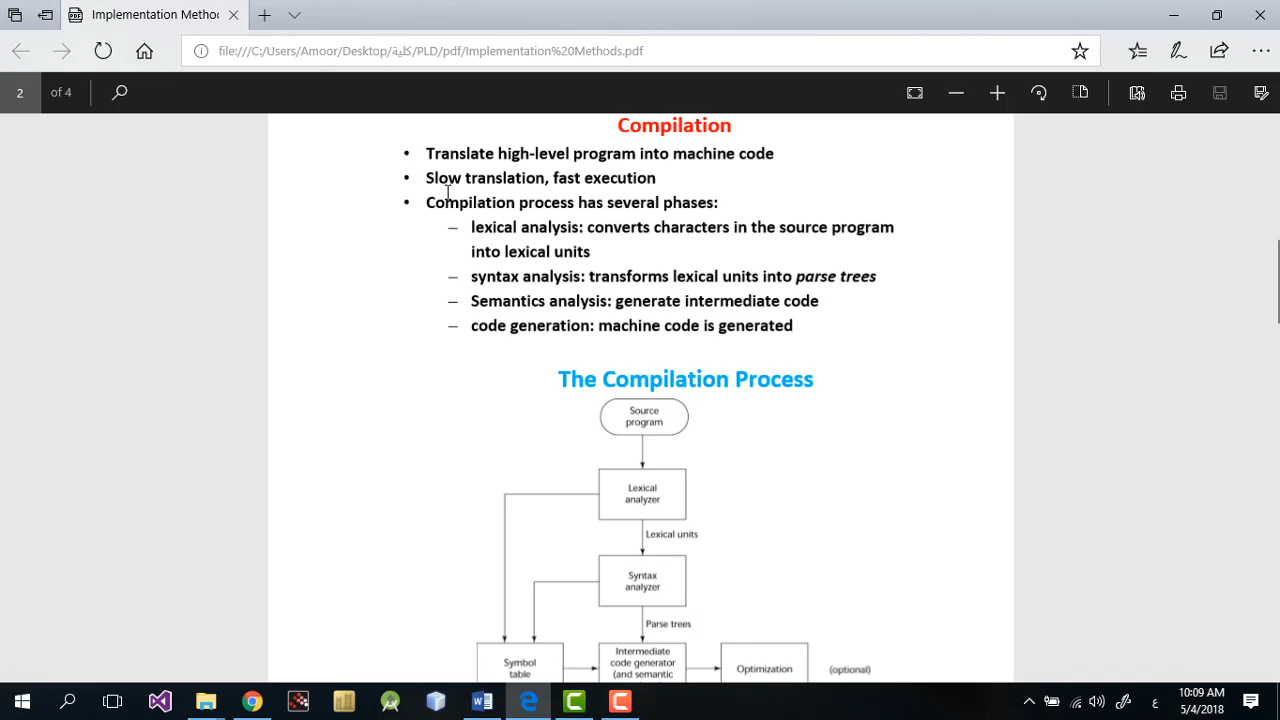 Implementation Met
file:///C:/Users/Amoor/Desktop/كلية/PLD/pdf/Implementation%20Methods.pdf
2 of 4
Compilation
• Translate high-level program into machine code
• Slow translation, fast execution
• Compilation process has several phases:
– lexical analysis: converts characters in the source program
into lexical units
– syntax analysis: transforms lexical units into parse trees
– Semantics analysis: generate intermediate code
– code generation: machine code is generated
The Compilation Process
Source
program
Lexical
analyzer
Lexical units
Syntax
analyzer
Parse trees
Symbol
table
Intermediate
code generator
(and semantic
Optimization
(optional)
ع
10:09 AM
5/4/2018